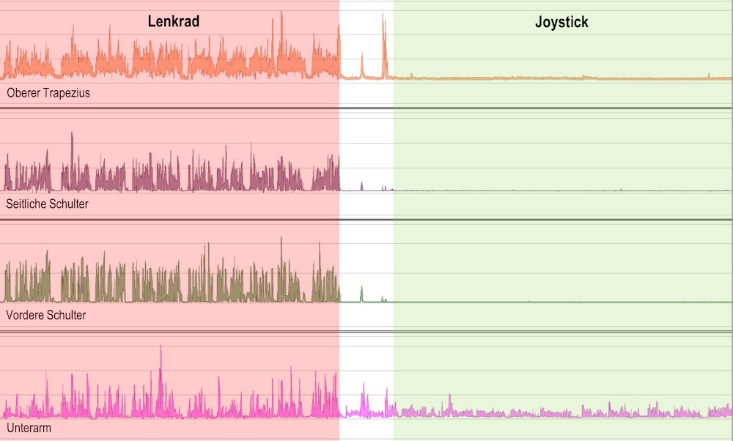 Lenkrad
Joystick
Oberer Trapezius
Seitliche Schulter
Vordere Schulter
Unterarm